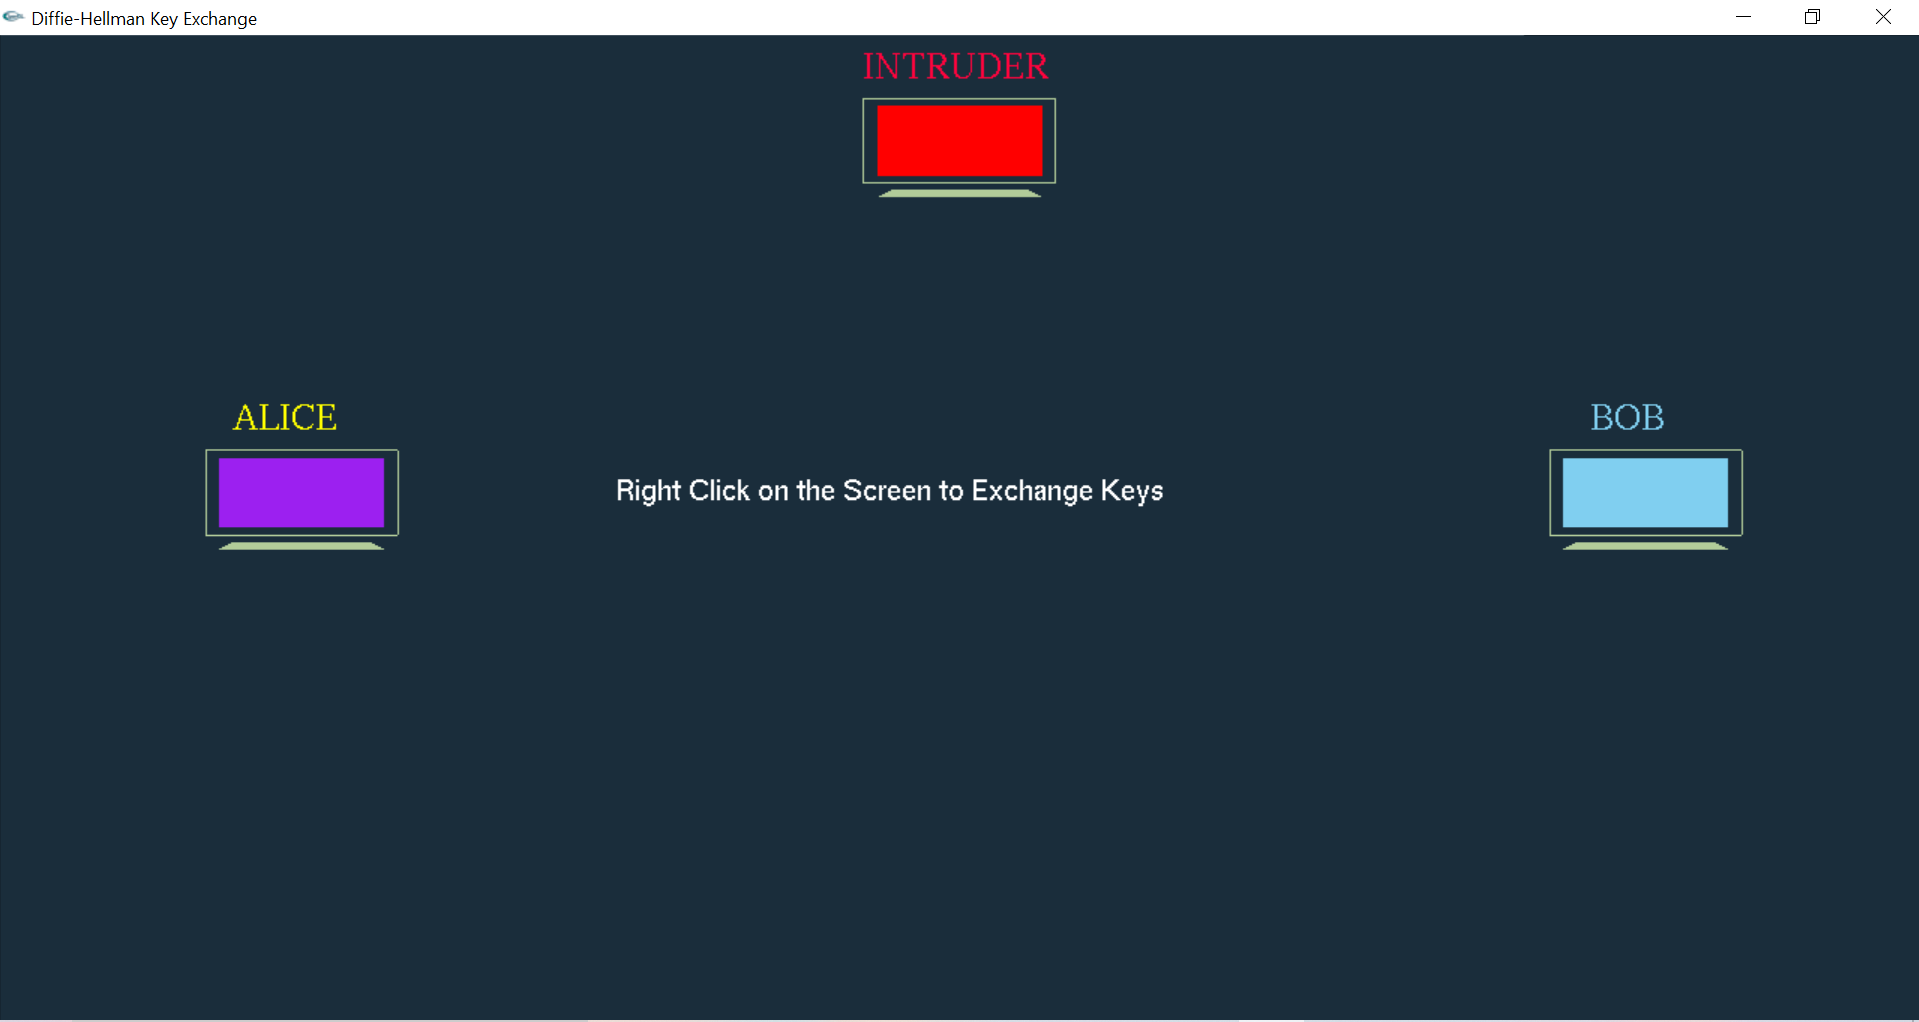 Diffie-Hellman Key Exchange
INTRUDER
ALICE
BOB
Right Click on the Screen to Exchange Keys